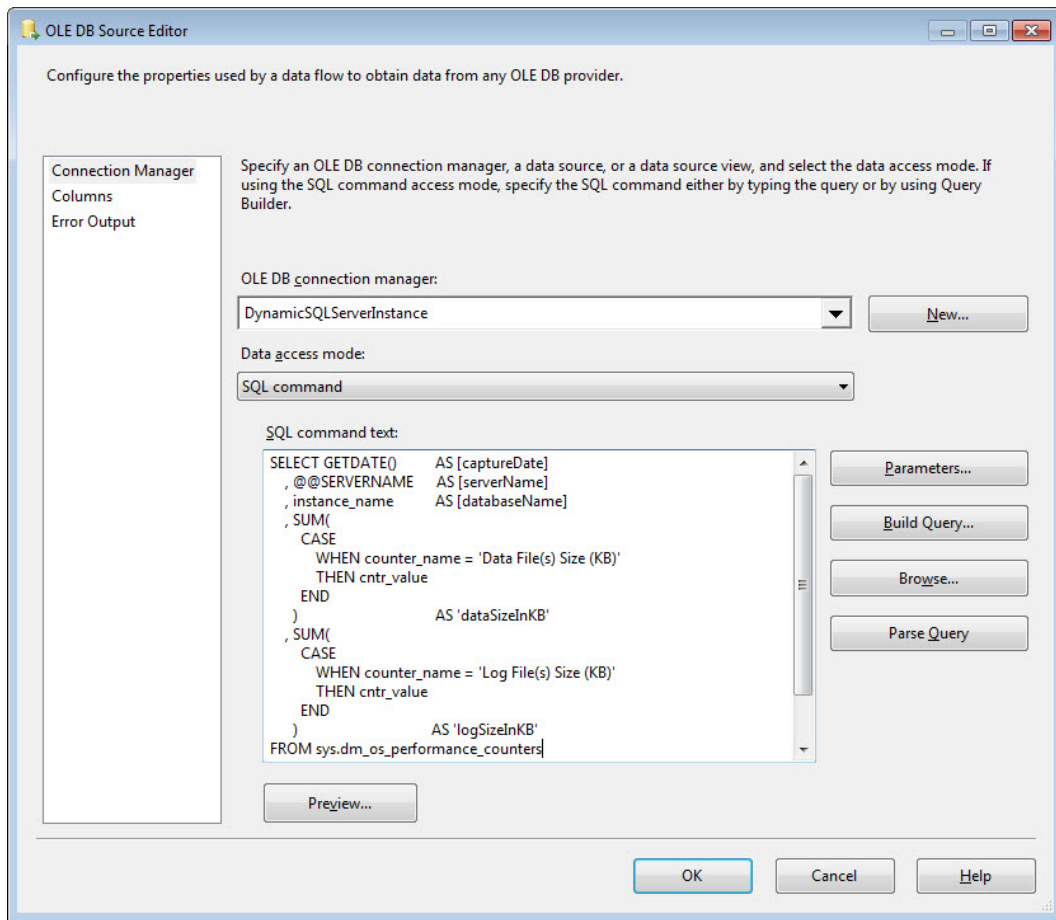 OLE DB Source Editor
Configure the properties used by a data flow to obtain data from any OLE DB provider.
Connection Manager
Columns
Error Output
Specify an OLE DB connection manager, a data source, or a data source view, and select the data access mode. If
using the SQL command access mode, specify the SQL command either by typing the query or by using Query
Builder.
OLE DB connection manager:
DynamicSQLServerInstance
New...
Data access mode:
SQL command
SQL command text:
SELECT GETDATE() AS [captureDate]
, @@SERVERNAME AS [serverName]
, instance_name AS [databaseName]
, SUM(
CASE
WHEN counter_name = 'Data File(s) Size (KB)'
THEN cntr_value
END
) AS 'dataSizeInKB'
, SUM(
CASE
WHEN counter_name = 'Log File(s) Size (KB)'
THEN cntr_value
END
) AS 'logSizeInKB'
FROM sys.dm_os_performance_counters
Parameters...
Build Query...
Browse...
Parse Query
Preview...
OK
Cancel
Help